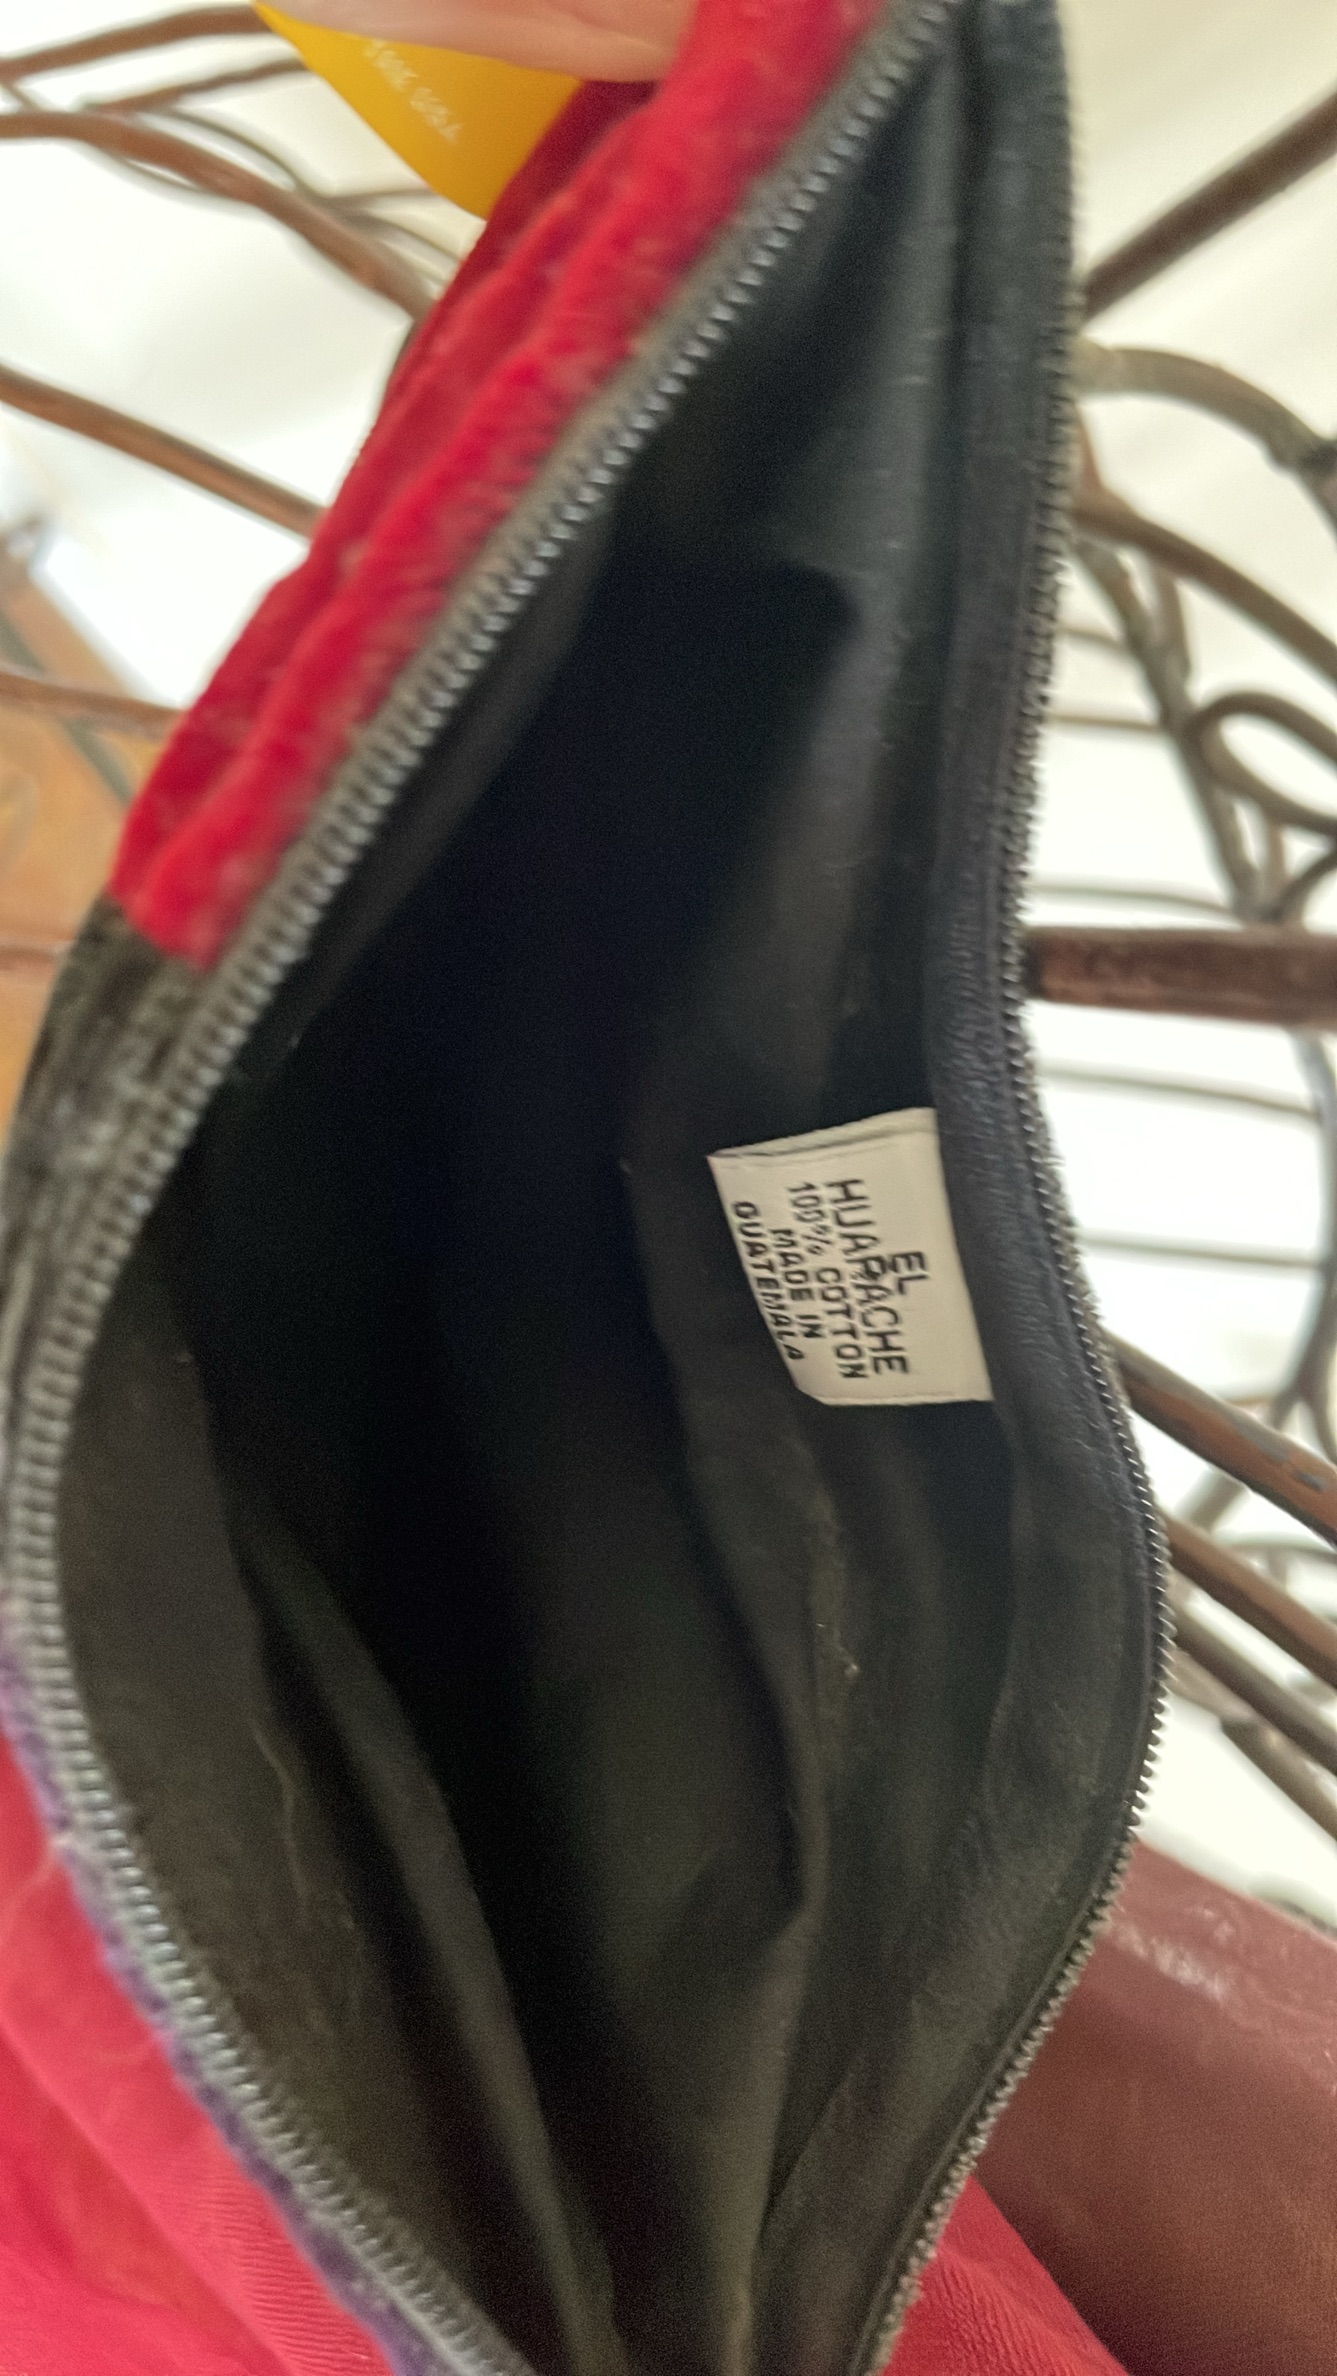 EL
HUARACHE
100% COTTON
MADE IN
GUATEMALA